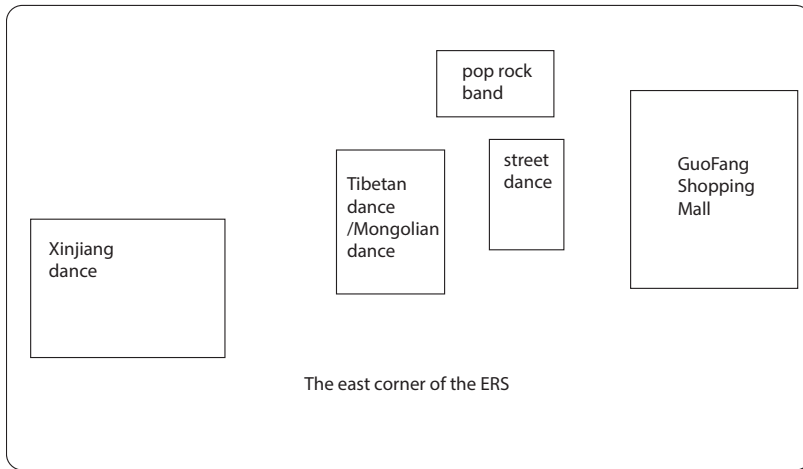 pop rock
band
street
dance
GuoFang
Shopping
Mall
Tibetan
dance
/Mongolian
dance
Xinjiang
dance
The east corner of the ERS